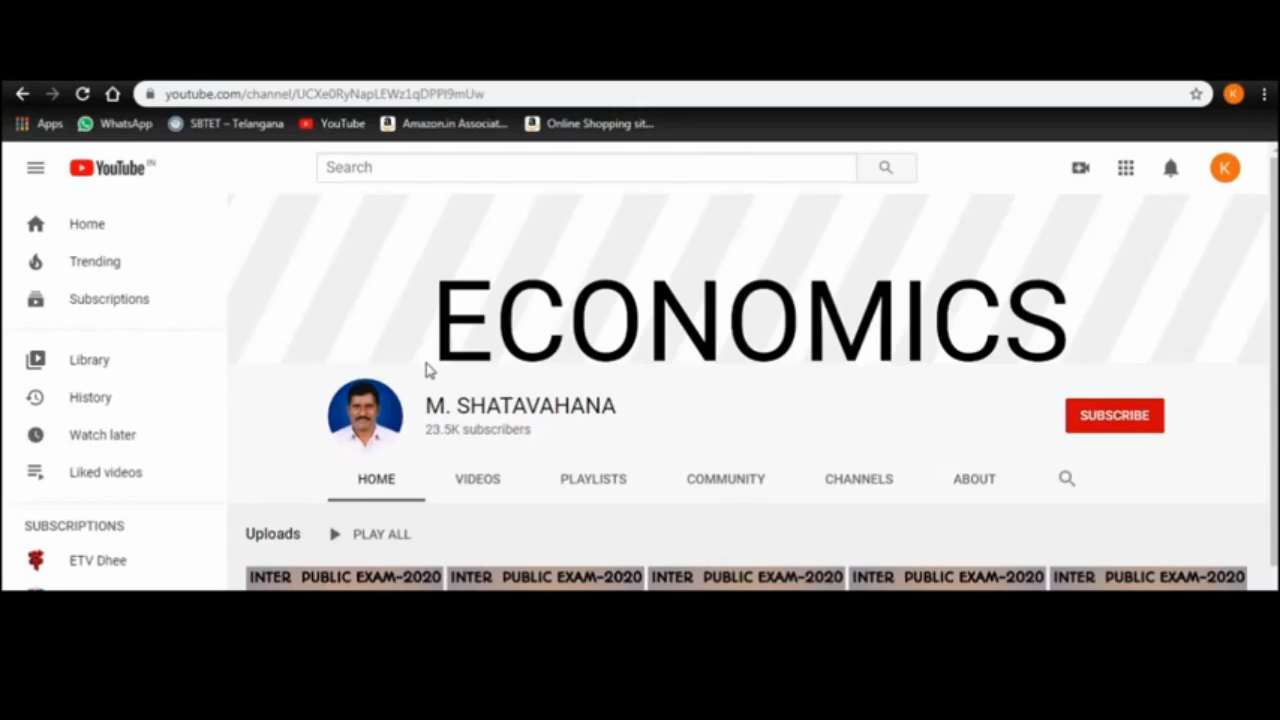 youtube.com/channel/UCXe0RyNapLEWz1qDPPl9mUw K
Apps WhatsApp SBTET – Telangana YouTube Amazon.in Associat... Online Shopping sit...
YouTube IN Search K
Home
Trending
Subscriptions
ECONOMICS
Library
History
Watch later
Liked videos
M. SHATAVAHANA
23.5K subscribers
SUBSCRIBE
HOME VIDEOS PLAYLISTS COMMUNITY CHANNELS ABOUT
SUBSCRIPTIONS
ETV Dhee
Uploads PLAY ALL
INTER PUBLIC EXAM-2020 INTER PUBLIC EXAM-2020 INTER PUBLIC EXAM-2020 INTER PUBLIC EXAM-2020 INTER PUBLIC EXAM-2020